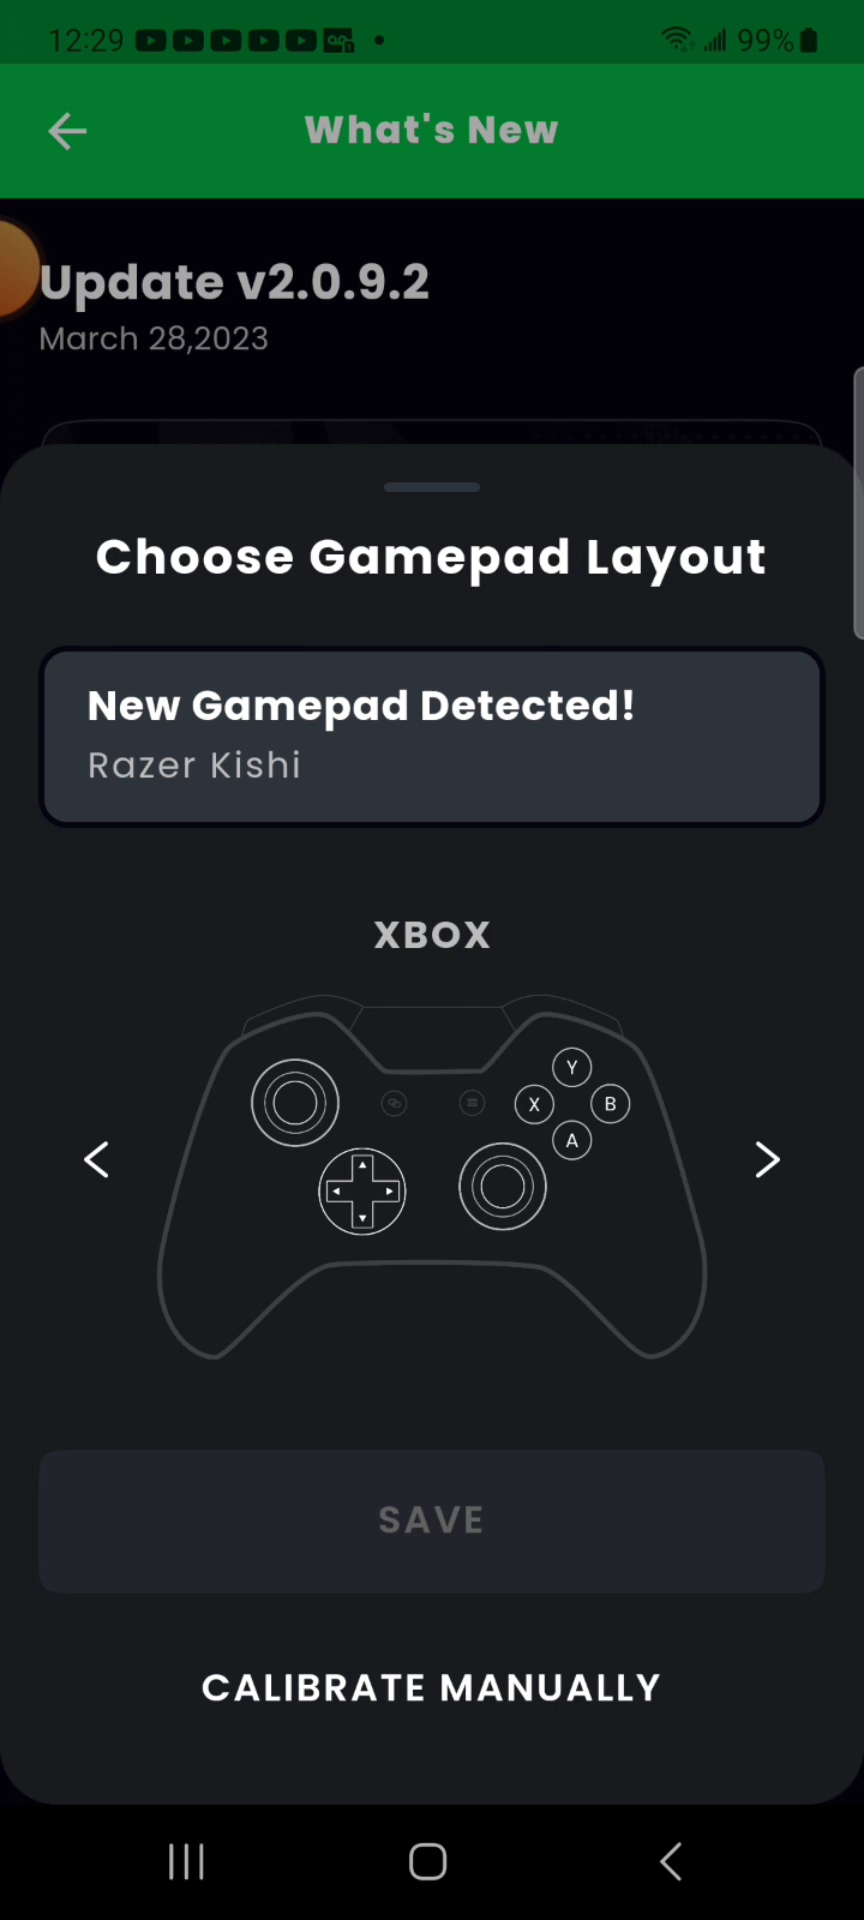 12:29 99%
What's New
Update v2.0.9.2
March 28,2023
Choose Gamepad Layout
New Gamepad Detected!
Razer Kishi
XBOX
Y
X B
A
SAVE
CALIBRATE MANUALLY